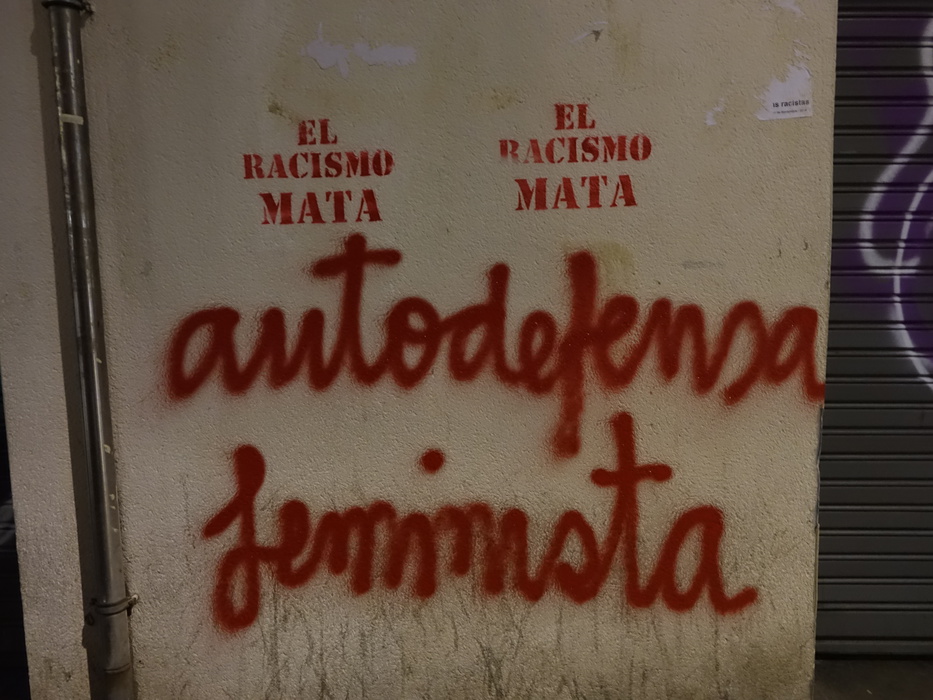 EL
RACISMO
MATA
EL
RACISMO
MATA
autodefensa
feminista